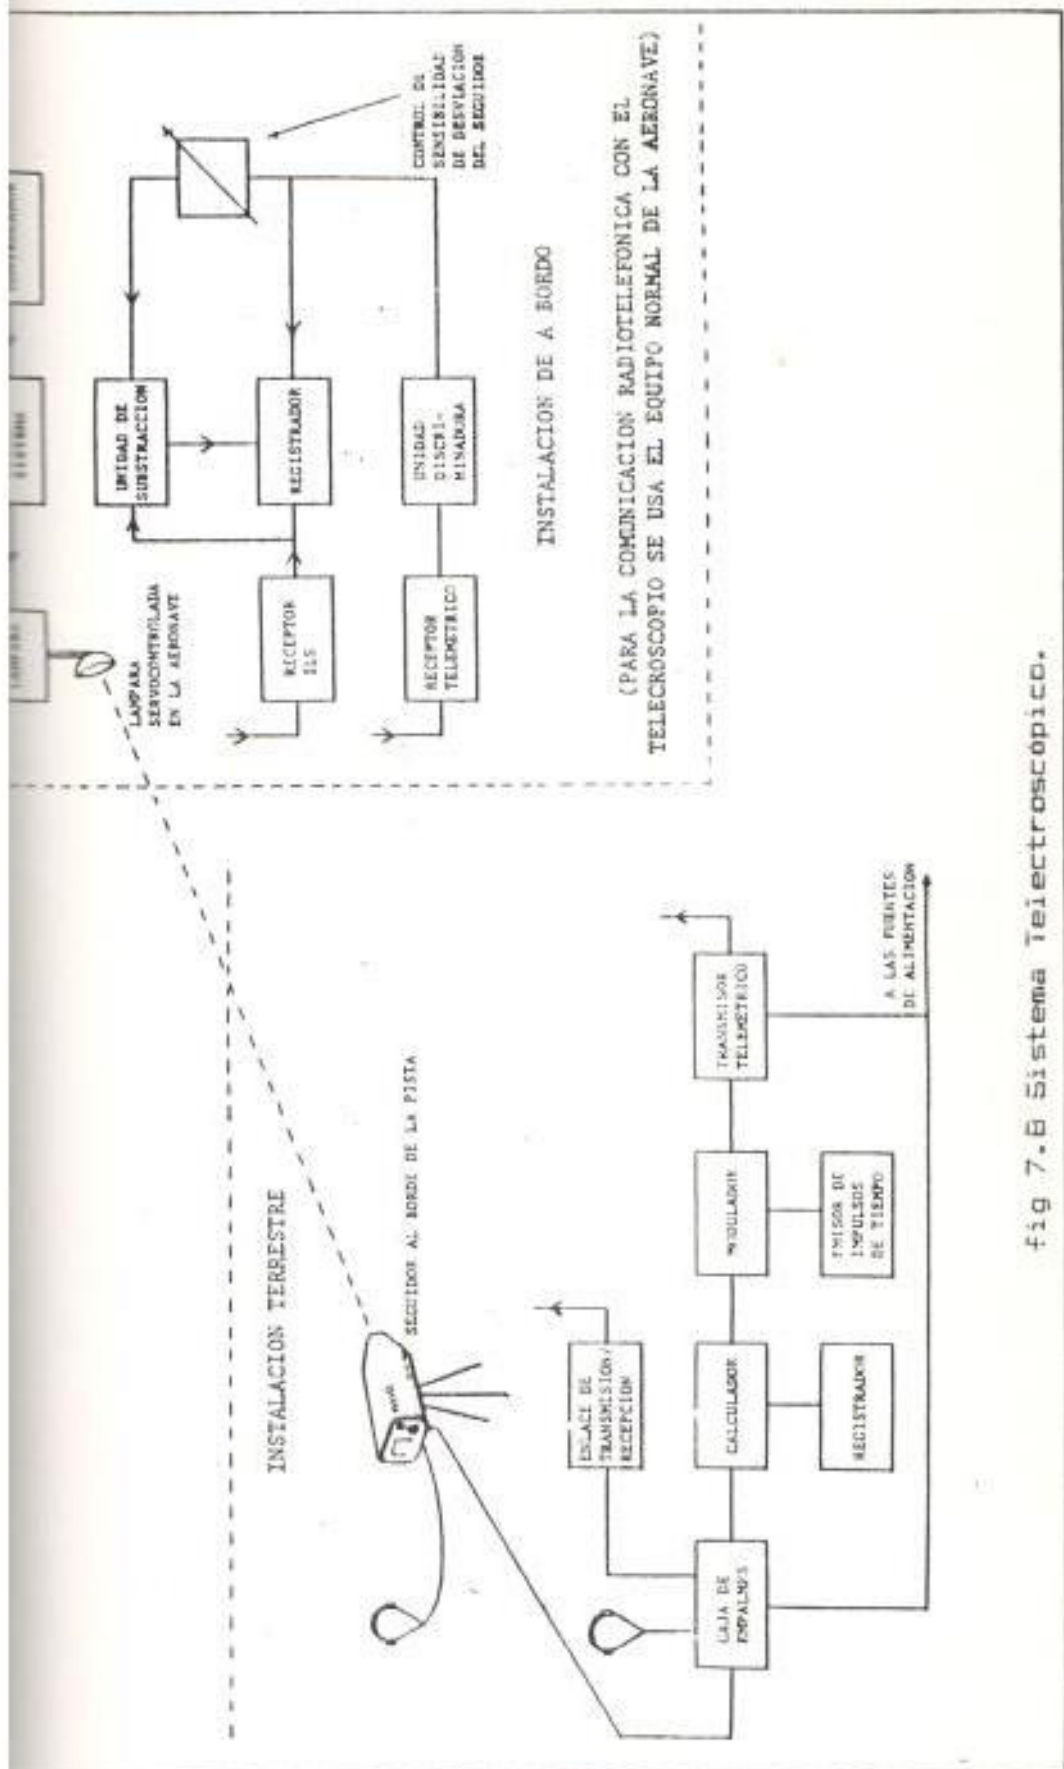 LAMPARA
SERVOCONTROLADA
EN LA AERONAVE
UNIDAD DE
SUBSTRACCION
CONTROL DE
SENSIBILIDAD
DE DESVIACION
DEL SEGUIDOR
RECEPTOR
ILS
REGISTRADOR
RECEPTOR
TELEMETRICO
UNIDAD
DISCRI-
MINADORA
INSTALACION DE A BORDO
(PARA LA COMUNICACION RADIOTELEFONICA CON EL
TELECROSCOPIO SE USA EL EQUIPO NORMAL DE LA AERONAVE)
INSTALACION TERRESTRE
SEGUIDOR AL BORDE DE LA PISTA
ENLACE DE
TRANSMISION/
RECEPCION
CAJA DE
EMPALMES
CALCULADOR
MODULADOR
TRANSMISOR
TELEMETRICO
REGISTRADOR
EMISOR DE
IMPULSOS
DE TIEMPO
A LAS FUENTES
DE ALIMENTACION
fig 7.8 Sistema Telectroscópico.